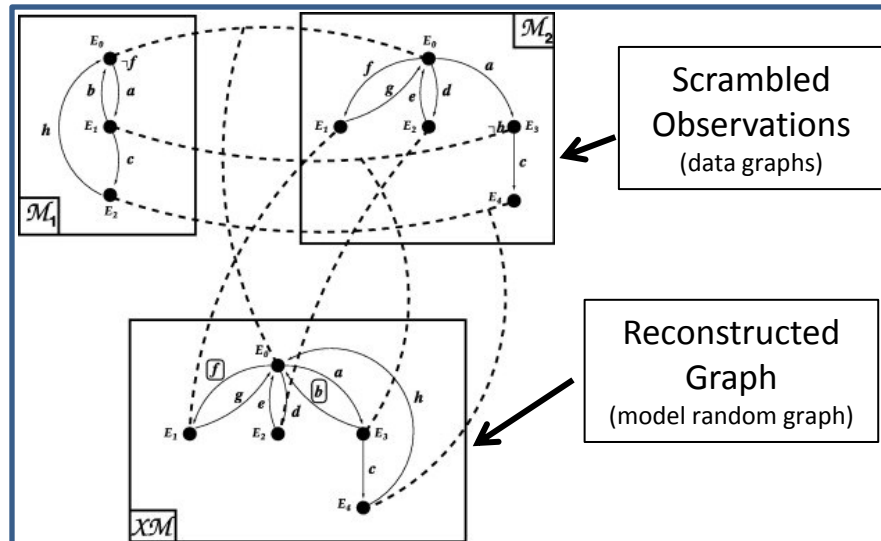 E₀
¬f
b
a
h
E₁
c
E₂
ℳ₁
ℳ₂
E₀
f
a
g
e
d
E₁
E₂
¬b
E₃
c
E₄
Scrambled
Observations
(data graphs)
E₀
f
a
h
g
e
d
b
E₁
E₂
E₃
c
E₄
𝒳ℳ
Reconstructed
Graph
(model random graph)